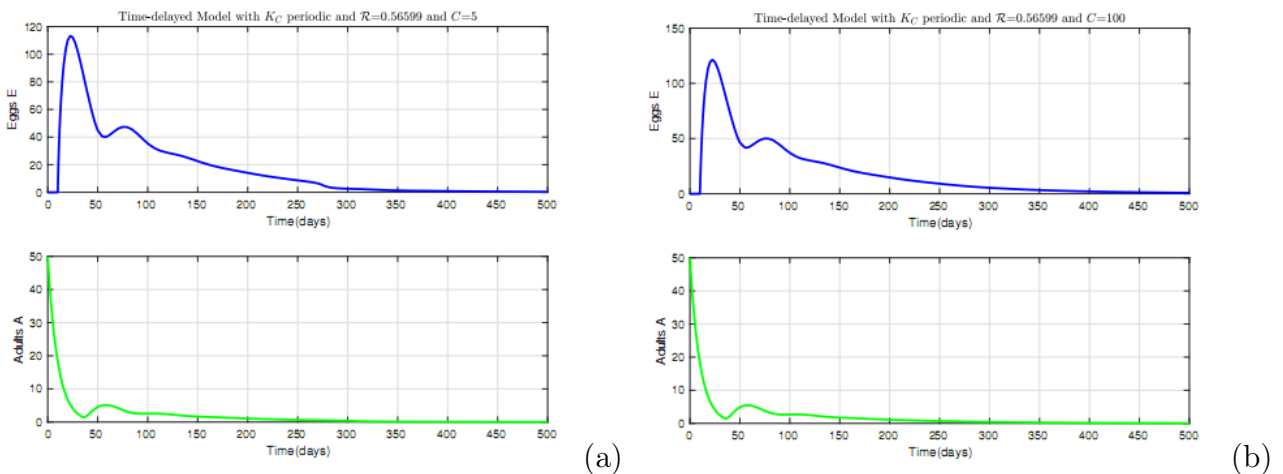 Time-delayed Model with $K_C$ periodic and $\mathcal{R}$=0.56599 and $C$=5
120
100
80
60
40
20
0
Eggs E
0 50 100 150 200 250 300 350 400 450 500
Time(days)
50
40
30
20
10
0
Adults A
0 50 100 150 200 250 300 350 400 450 500
Time(days)
(a)
Time-delayed Model with $K_C$ periodic and $\mathcal{R}$=0.56599 and $C$=100
150
100
50
0
Eggs E
0 50 100 150 200 250 300 350 400 450 500
Time(days)
50
40
30
20
10
0
Adults A
0 50 100 150 200 250 300 350 400 450 500
Time(days)
(b)